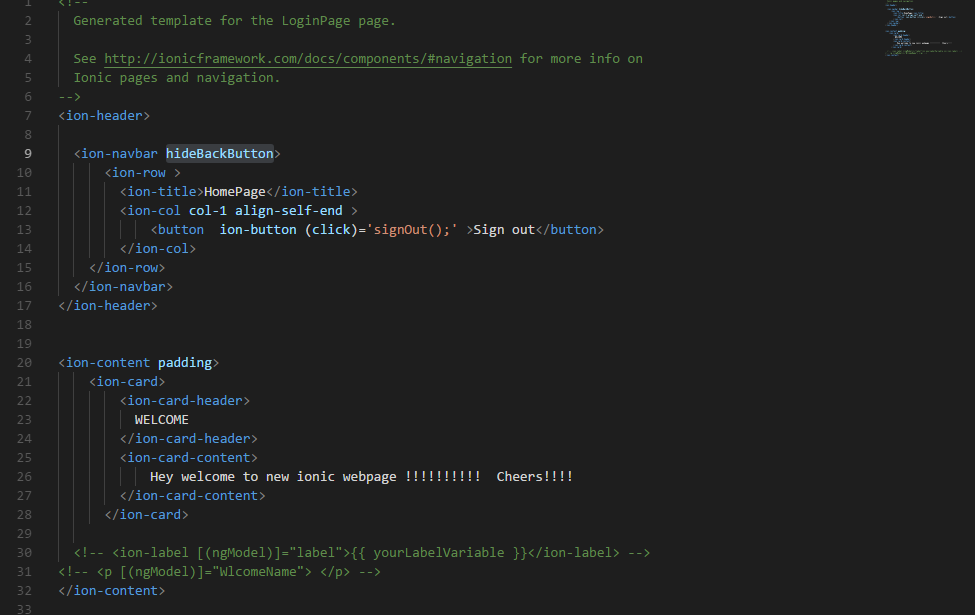 1 <!--
2 Generated template for the LoginPage page.
3
4 See http://ionicframework.com/docs/components/#navigation for more info on
5 Ionic pages and navigation.
6 -->
7 <ion-header>
8
9 <ion-navbar hideBackButton>
10 <ion-row >
11 <ion-title>HomePage</ion-title>
12 <ion-col col-1 align-self-end >
13 <button  ion-button (click)='signOut();' >Sign out</button>
14 </ion-col>
15 </ion-row>
16 </ion-navbar>
17 </ion-header>
18
19
20 <ion-content padding>
21 <ion-card>
22 <ion-card-header>
23 WELCOME
24 </ion-card-header>
25 <ion-card-content>
26 Hey welcome to new ionic webpage !!!!!!!!!!  Cheers!!!!
27 </ion-card-content>
28 </ion-card>
29
30 <!-- <ion-label [(ngModel)]="label">{{ yourLabelVariable }}</ion-label> -->
31 <!-- <p [(ngModel)]="WlcomeName"> </p> -->
32 </ion-content>
33